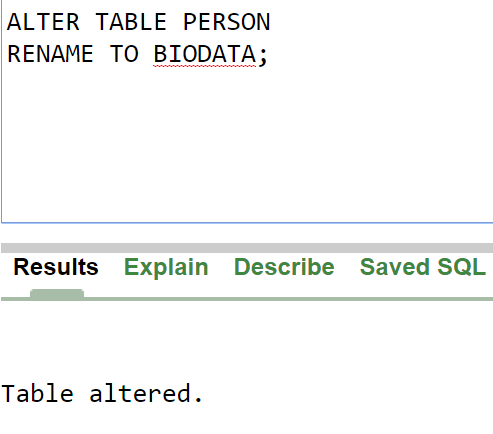 ALTER TABLE PERSON
RENAME TO BIODATA;
Results Explain Describe Saved SQL
Table altered.